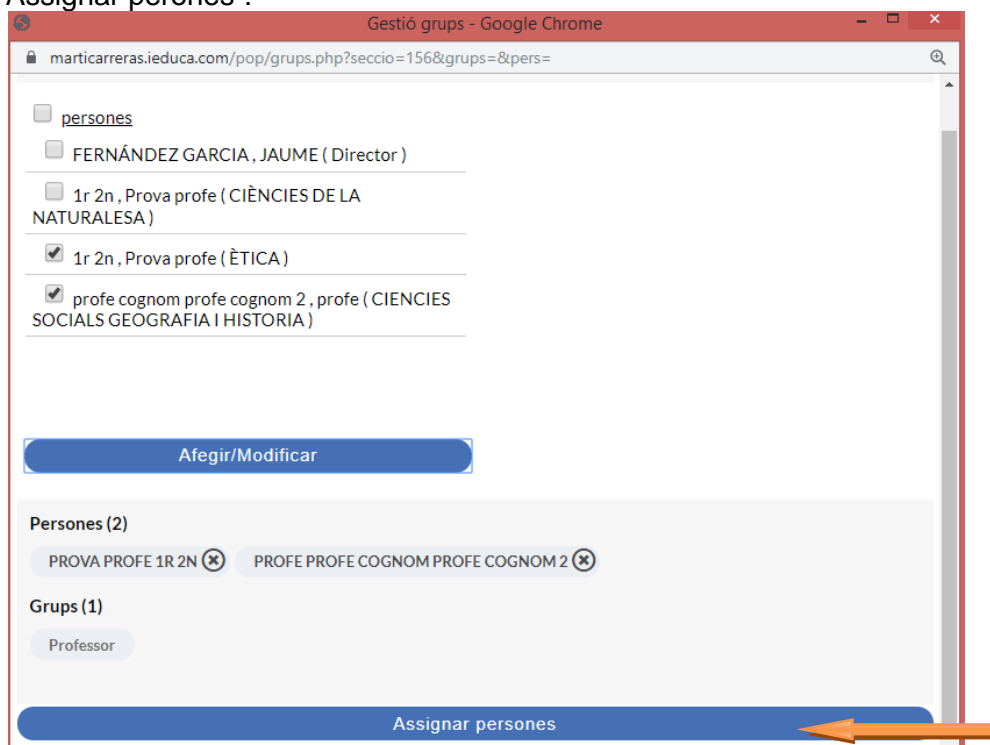 Assignar perones".
Gestió grups - Google Chrome
marticarreras.ieduca.com/pop/grups.php?seccio=156&grups=&pers=
persones
FERNÁNDEZ GARCIA , JAUME ( Director )
1r 2n , Prova profe ( CIÈNCIES DE LA
NATURALESA )
1r 2n , Prova profe ( ÈTICA )
profe cognom profe cognom 2 , profe ( CIENCIES
SOCIALS GEOGRAFIA I HISTORIA )
Afegir/Modificar
Persones (2)
PROVA PROFE 1R 2N
PROFE PROFE COGNOM PROFE COGNOM 2
Grups (1)
Professor
Assignar persones